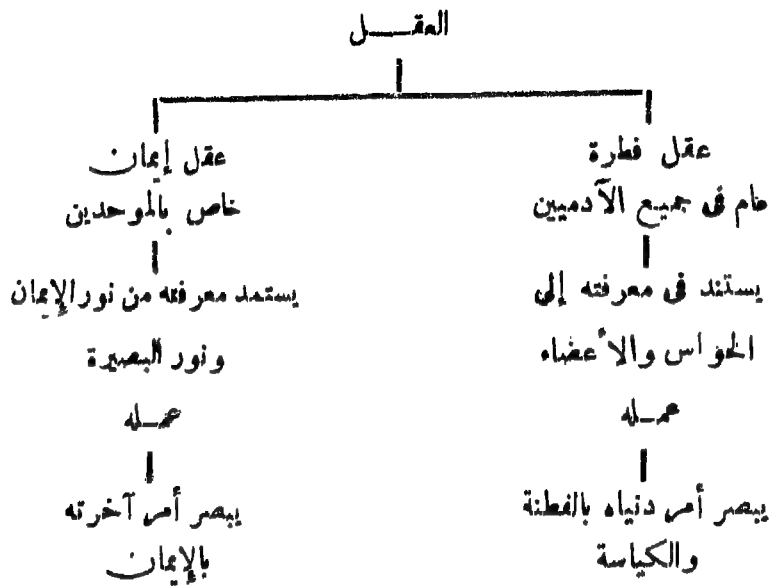 العقـــل
عقل فطرة
عام فى جميع الآدميين
يستند فى معرفته إلى
الحواس والأعضاء
عمـله
يبصر أمر دنياه بالفطنة
والكياسة
عقل إيمان
خاص بالموحدين
يستمد معرفته من نور الإيمان
ونور البصيرة
عمـله
يبصر أمر آخرته
بالإيمان